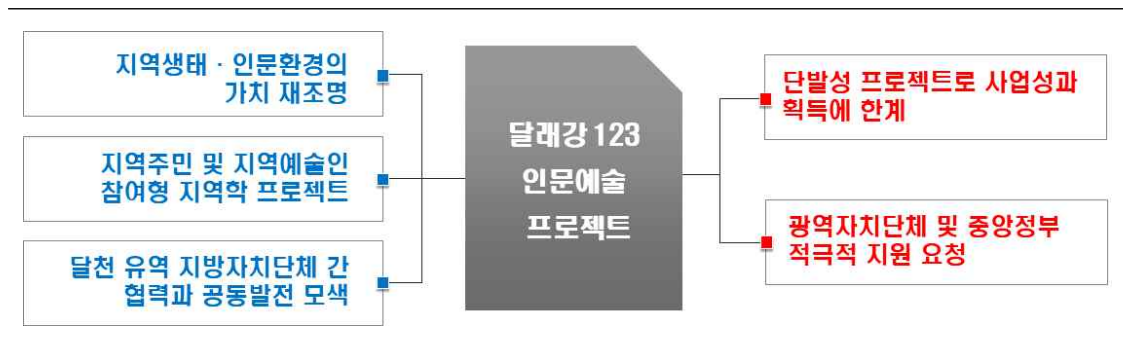 지역생태 · 인문환경의
가치 재조명
지역주민 및 지역예술인
참여형 지역학 프로젝트
달천 유역 지방자치단체 간
협력과 공동발전 모색
달래강 123
인문예술
프로젝트
단발성 프로젝트로 사업성과
획득에 한계
광역자치단체 및 중앙정부
적극적 지원 요청